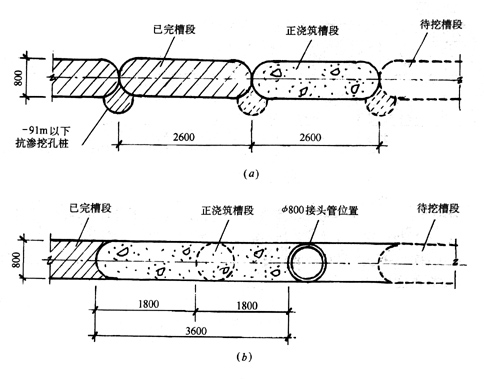 已完槽段
正浇筑槽段
待挖槽段
800
-91m以下
抗渗挖孔桩
2600
2600
(a)
已完槽段
正浇筑槽段
Φ800接头管位置
待挖槽段
800
1800
1800
3600
(b)